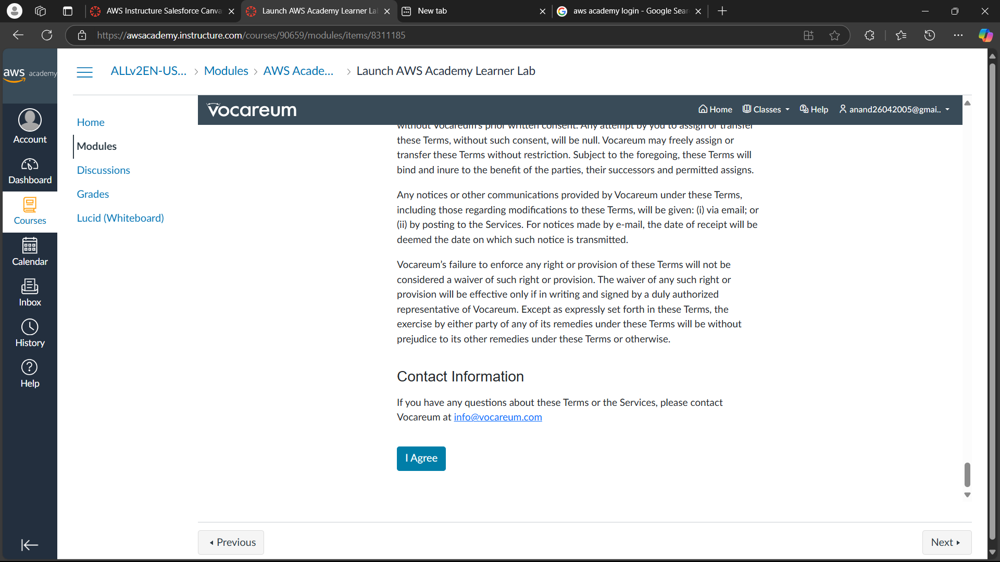 AWS Instructure Salesforce Canva
Launch AWS Academy Learner La
New tab
aws academy login - Google Sear
https://awsacademy.instructure.com/courses/90659/modules/items/8311185
aws academy
ALLv2EN-US... > Modules > AWS Acade... > Launch AWS Academy Learner Lab
Account
Dashboard
Courses
Calendar
Inbox
History
Help
Home
Modules
Discussions
Grades
Lucid (Whiteboard)
vocareum
Home Classes Help anand26042005@gmai..
without Vocareum's prior written consent. Any attempt by you to assign or transfer
these Terms, without such consent, will be null. Vocareum may freely assign or
transfer these Terms without restriction. Subject to the foregoing, these Terms will
bind and inure to the benefit of the parties, their successors and permitted assigns.
Any notices or other communications provided by Vocareum under these Terms,
including those regarding modifications to these Terms, will be given: (i) via email; or
(ii) by posting to the Services. For notices made by e-mail, the date of receipt will be
deemed the date on which such notice is transmitted.
Vocareum’s failure to enforce any right or provision of these Terms will not be
considered a waiver of such right or provision. The waiver of any such right or
provision will be effective only if in writing and signed by a duly authorized
representative of Vocareum. Except as expressly set forth in these Terms, the
exercise by either party of any of its remedies under these Terms will be without
prejudice to its other remedies under these Terms or otherwise.
Contact Information
If you have any questions about these Terms or the Services, please contact
Vocareum at info@vocareum.com
I Agree
Previous
Next